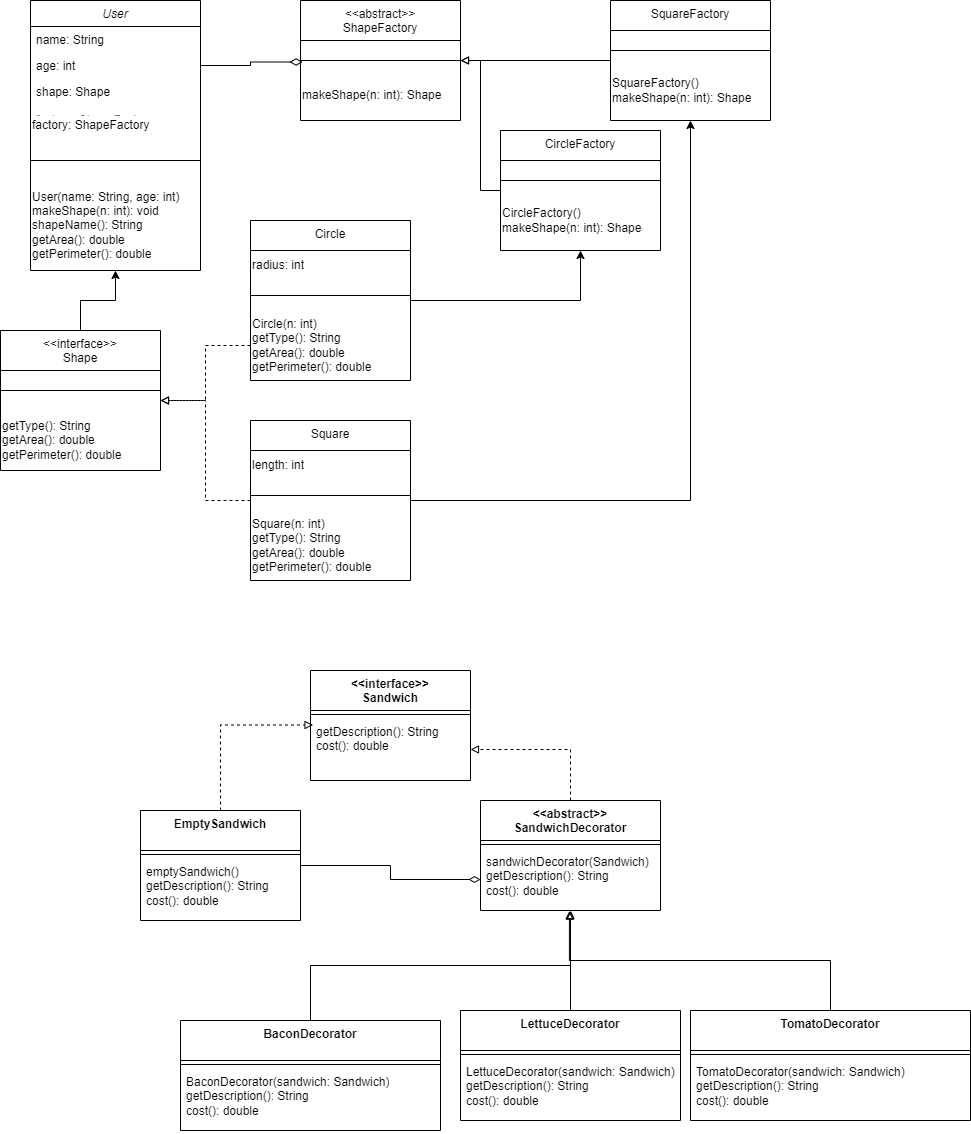 User
name: String
age: int
shape: Shape
factory: ShapeFactory
User(name: String, age: int)
makeShape(n: int): void
shapeName(): String
getArea(): double
getPerimeter(): double
<<abstract>>
ShapeFactory
makeShape(n: int): Shape
SquareFactory
SquareFactory()
makeShape(n: int): Shape
CircleFactory
CircleFactory()
makeShape(n: int): Shape
Circle
radius: int
Circle(n: int)
getType(): String
getArea(): double
getPerimeter(): double
<<interface>>
Shape
getType(): String
getArea(): double
getPerimeter(): double
Square
length: int
Square(n: int)
getType(): String
getArea(): double
getPerimeter(): double
<<interface>>
Sandwich
getDescription(): String
cost(): double
EmptySandwich
emptySandwich()
getDescription(): String
cost(): double
<<abstract>>
SandwichDecorator
sandwichDecorator(Sandwich)
getDescription(): String
cost(): double
BaconDecorator
BaconDecorator(sandwich: Sandwich)
getDescription(): String
cost(): double
LettuceDecorator
LettuceDecorator(sandwich: Sandwich)
getDescription(): String
cost(): double
TomatoDecorator
TomatoDecorator(sandwich: Sandwich)
getDescription(): String
cost(): double